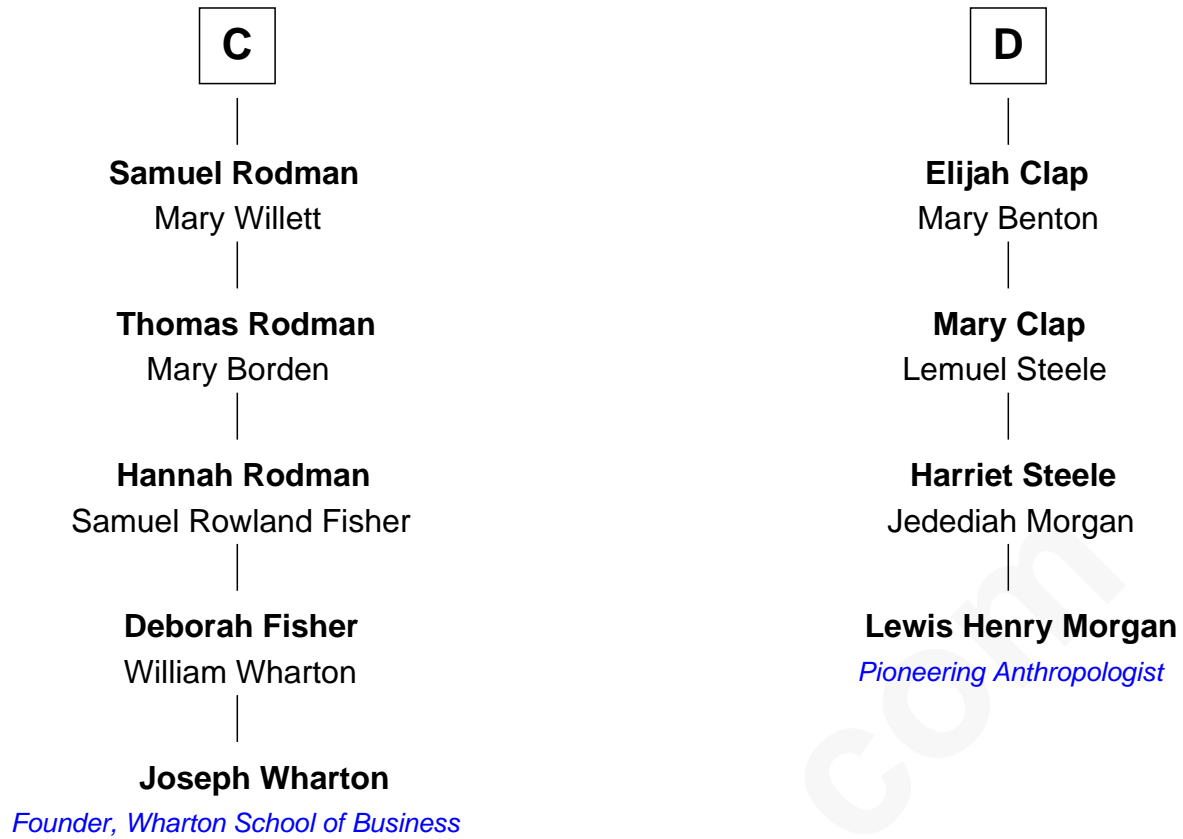 C
Samuel Rodman
Mary Willett
Thomas Rodman
Mary Borden
Hannah Rodman
Samuel Rowland Fisher
Deborah Fisher
William Wharton
Joseph Wharton
Founder, Wharton School of Business
D
Elijah Clap
Mary Benton
Mary Clap
Lemuel Steele
Harriet Steele
Jedediah Morgan
Lewis Henry Morgan
Pioneering Anthropologist
com